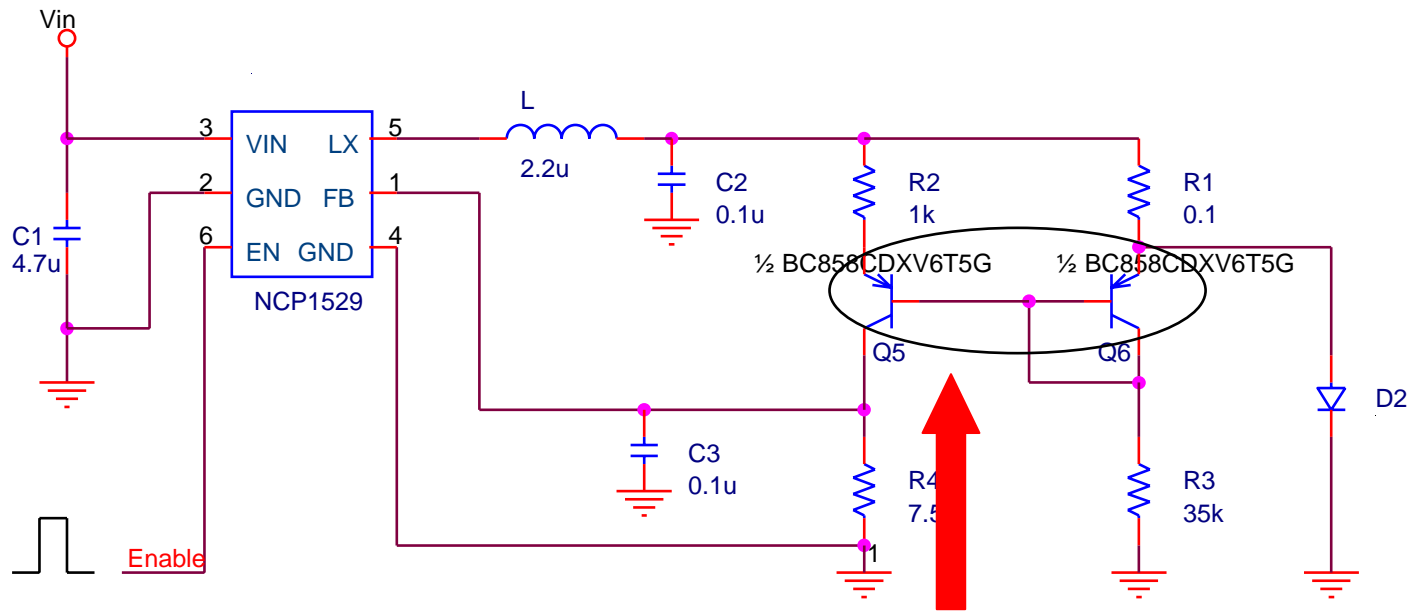 Vin
L
2.2u
3
VIN
LX
5
2
GND
FB
1
6
EN
GND
4
C1
4.7u
NCP1529
C2
0.1u
R2
1k
R1
0.1
½ BC858CDXV6T5G
½ BC858CDXV6T5G
Q5
Q6
D2
C3
0.1u
R4
7.5
R3
35k
Enable
1